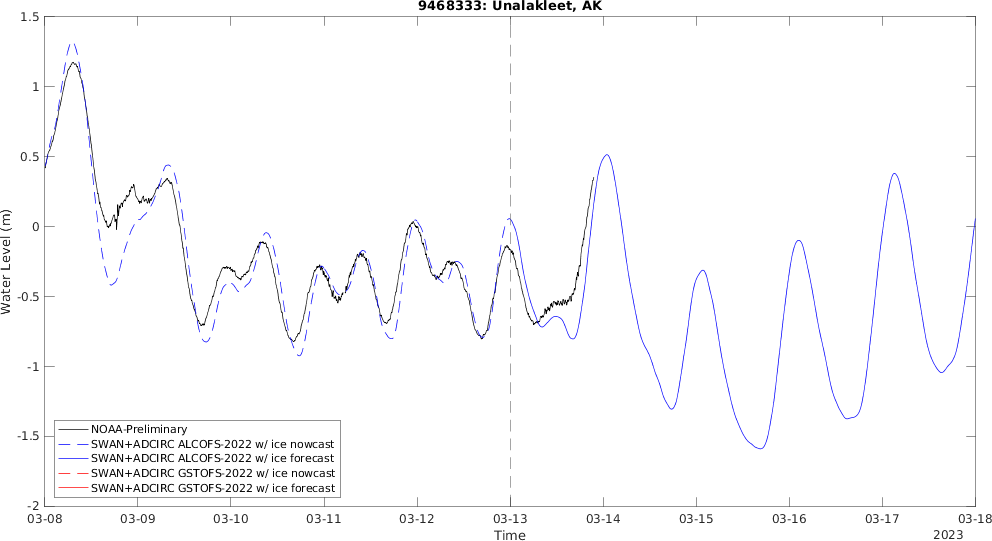 9468333: Unalakleet, AK
1.5
1
0.5
0
-0.5
-1
-1.5
-2
Water Level (m)
NOAA-Preliminary
SWAN+ADCIRC ALCOFS-2022 w/ ice nowcast
SWAN+ADCIRC ALCOFS-2022 w/ ice forecast
SWAN+ADCIRC GSTOFS-2022 w/ ice nowcast
SWAN+ADCIRC GSTOFS-2022 w/ ice forecast
03-08 03-09 03-10 03-11 03-12 03-13 03-14 03-15 03-16 03-17 03-18
Time
2023